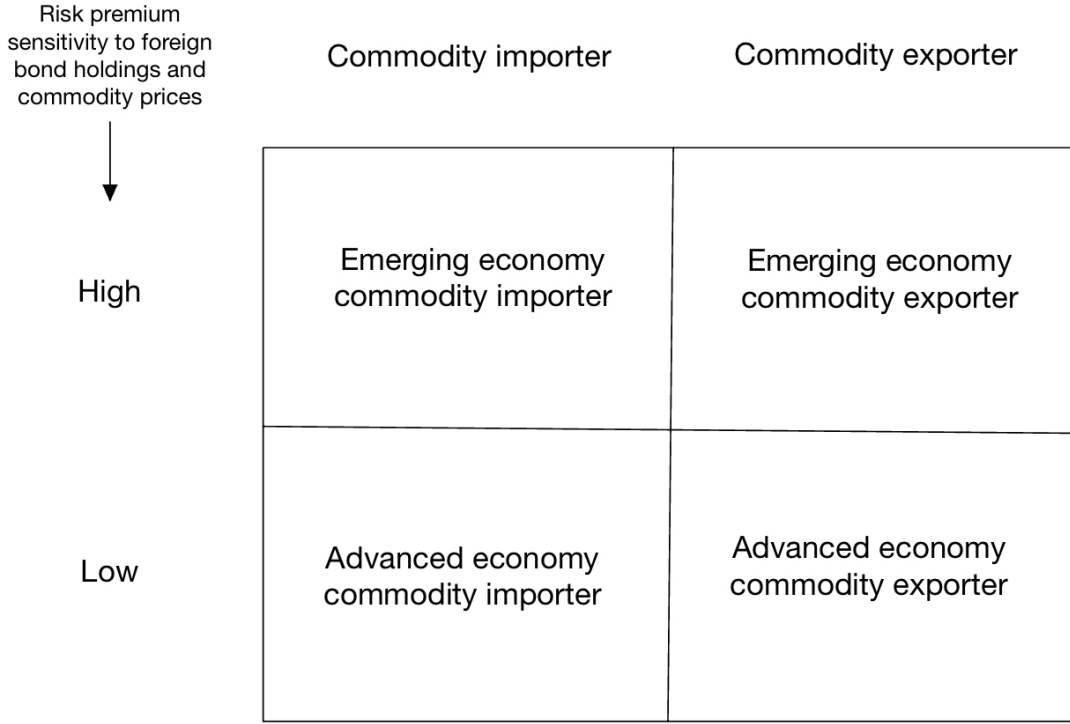 Risk premium
sensitivity to foreign
bond holdings and
commodity prices
Commodity importer
Commodity exporter
High
Emerging economy
commodity importer
Emerging economy
commodity exporter
Low
Advanced economy
commodity importer
Advanced economy
commodity exporter